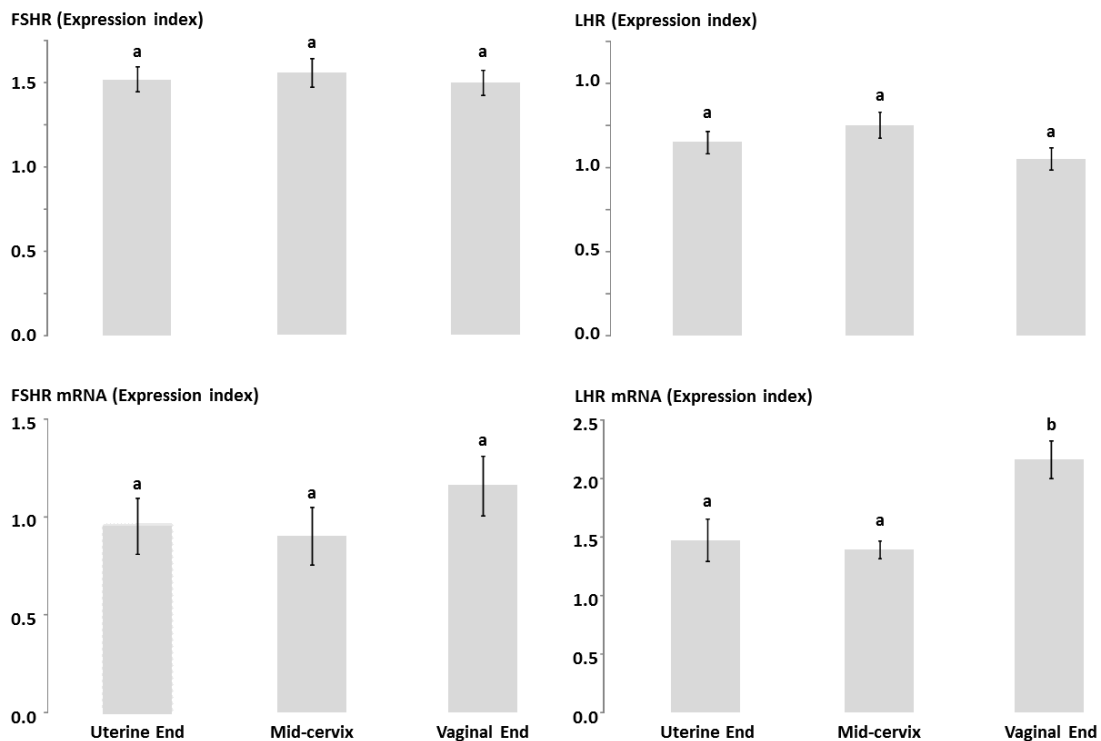 FSHR (Expression index)
a a a
1.5
1.0
0.5
0.0
LHR (Expression index)
a a a
1.0
1.0
0.5
0.0
FSHR mRNA (Expression index)
1.5
a a a
1.0
0.5
0.0
Uterine End Mid-cervix Vaginal End
LHR mRNA (Expression index)
2.5
a a b
2.0
1.5
1.0
0.5
0.0
Uterine End Mid-cervix Vaginal End